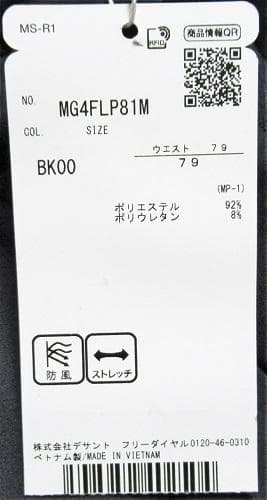 MS-R1
RFID
商品情報QR
NO. MG4FLP81M
COL. SIZE
ウエスト 79
BK00 79
(MP-1)
ポリエステル 92%
ポリウレタン 8%
防風
ストレッチ
株式会社デサント フリーダイヤル0120-46-0310
ベトナム製/MADE IN VIETNAM